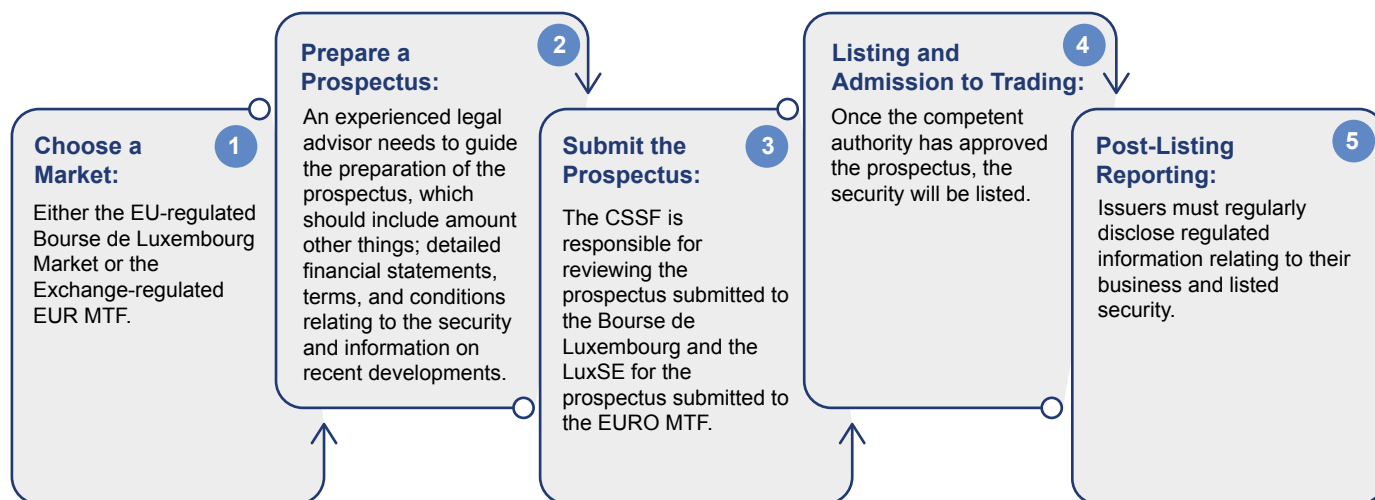 1
Choose a
Market:
Either the EU-regulated
Bourse de Luxembourg
Market or the
Exchange-regulated
EUR MTF.
2
Prepare a
Prospectus:
An experienced legal
advisor needs to guide
the preparation of the
prospectus, which
should include amount
other things; detailed
financial statements,
terms, and conditions
relating to the security
and information on
recent developments.
3
Submit the
Prospectus:
The CSSF is
responsible for
reviewing the
prospectus submitted to
the Bourse de
Luxembourg and the
LuxSE for the
prospectus submitted to
the EURO MTF.
4
Listing and
Admission to Trading:
Once the competent
authority has approved
the prospectus, the
security will be listed.
5
Post-Listing
Reporting:
Issuers must regularly
disclose regulated
information relating to their
business and listed
security.